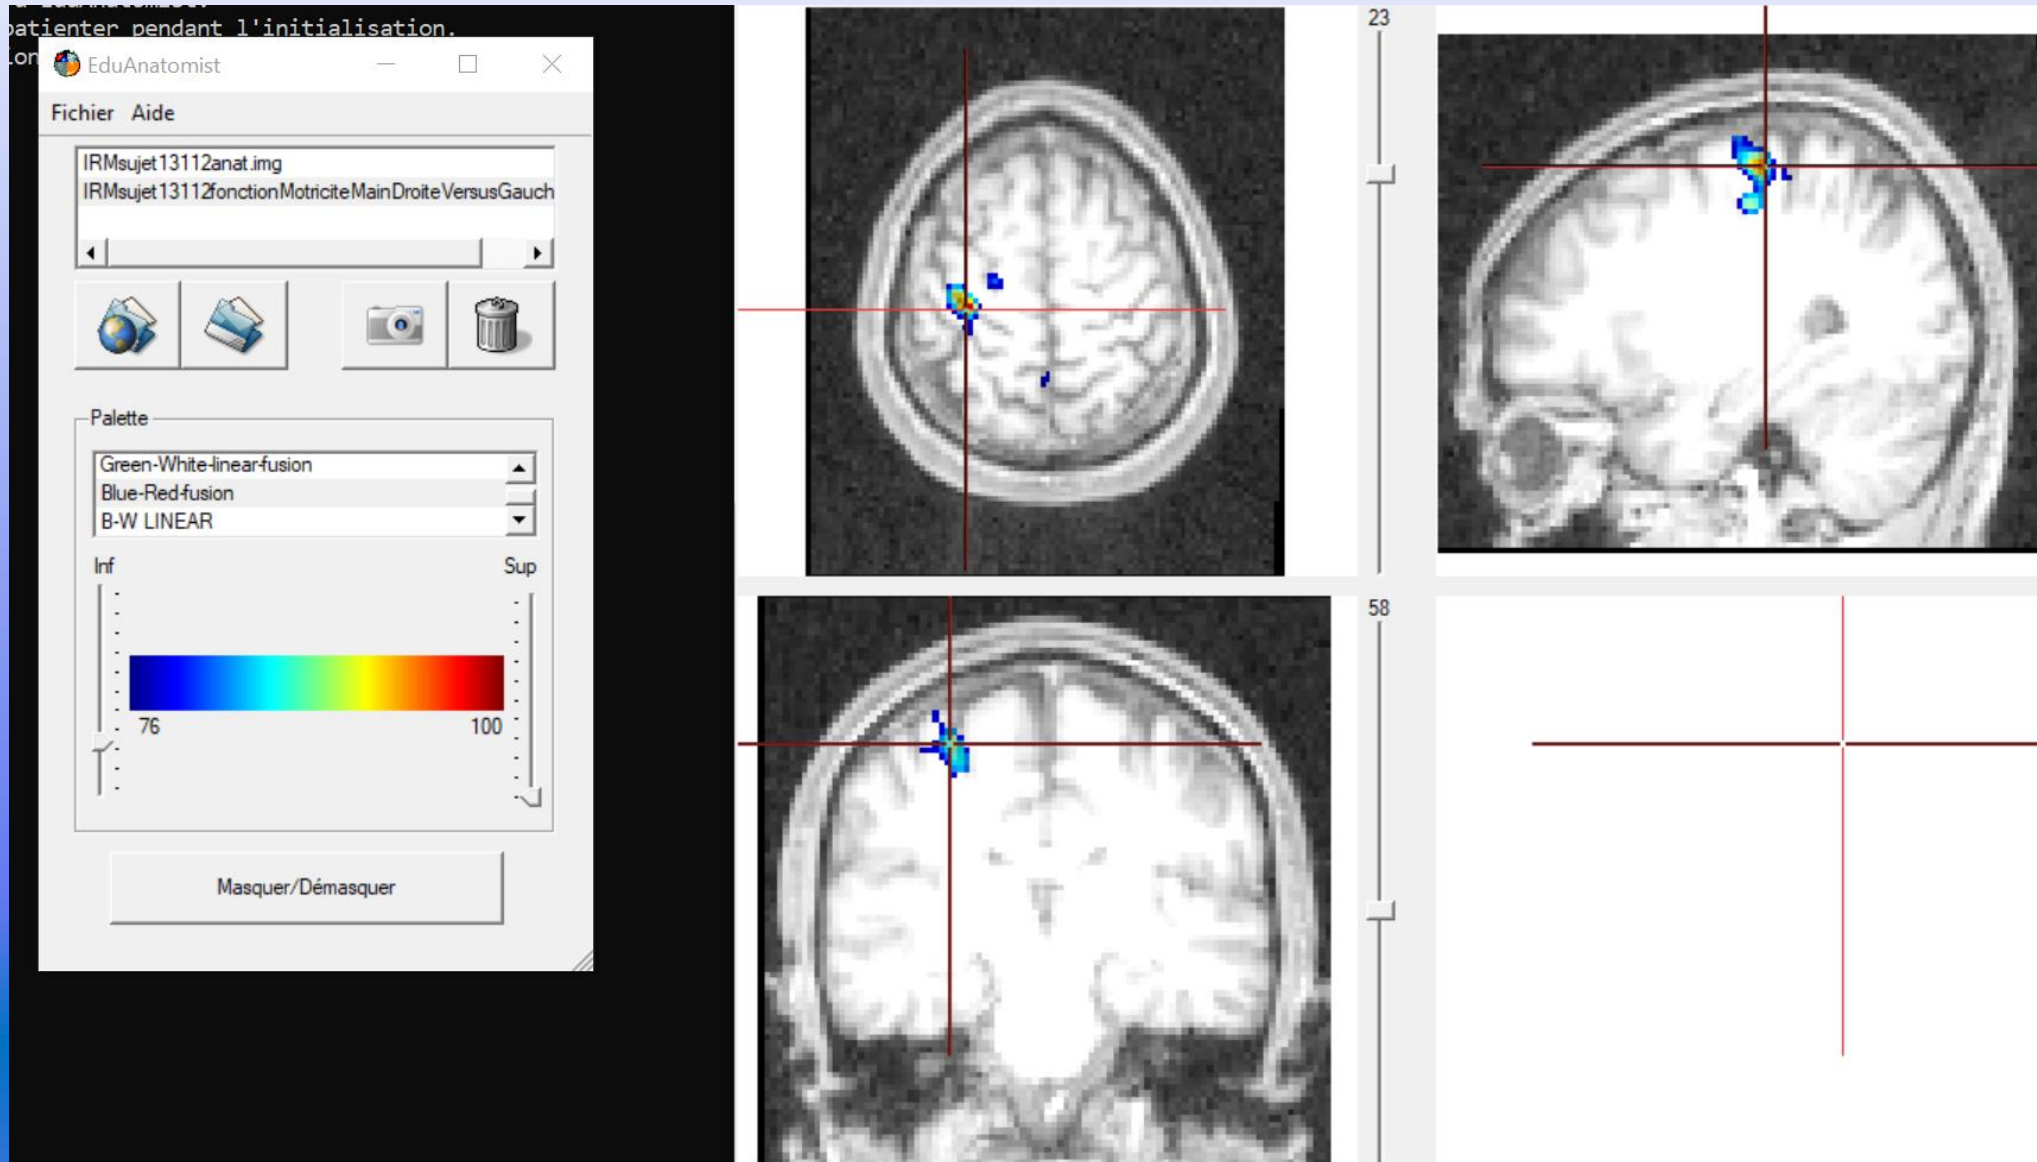 patienter pendant l'initialisation.
EduAnatomist
Fichier Aide
IRMsujet13112anat.img
IRMsujet13112fonctionMotriciteMainDroiteVersusGauch
Palette
Green-White-linear-fusion
Blue-Red-fusion
B-W LINEAR
Inf
Sup
76
100
Masquer/Démasquer
23
58